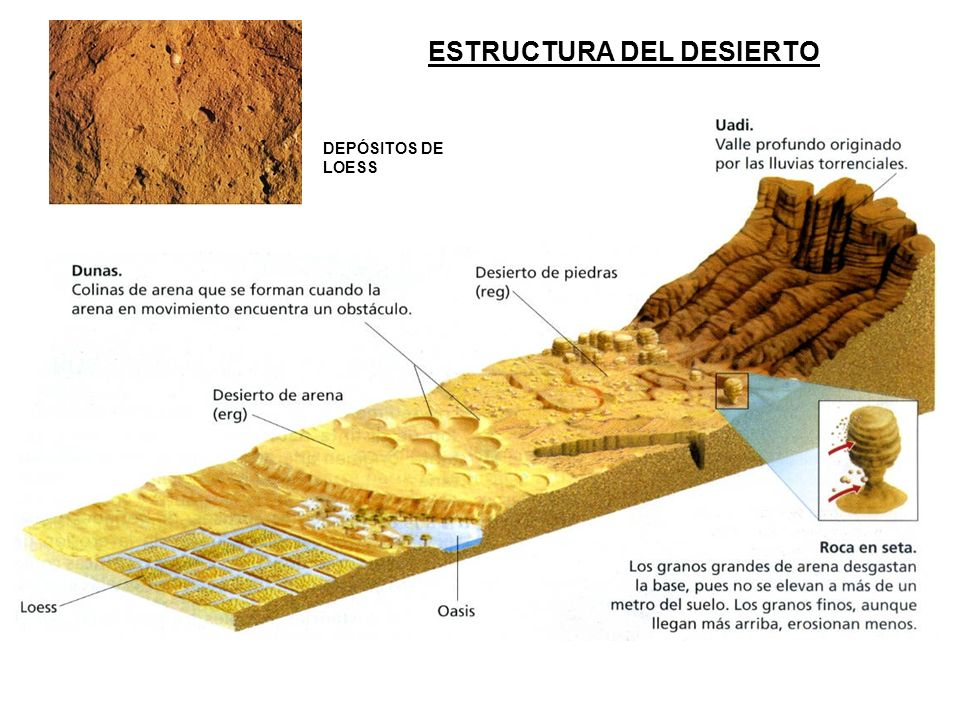 ESTRUCTURA DEL DESIERTO
DEPÓSITOS DE
LOESS
Uadi.
Valle profundo originado
por las lluvias torrenciales.
Dunas.
Colinas de arena que se forman cuando la
arena en movimiento encuentra un obstáculo.
Desierto de piedras
(reg)
Desierto de arena
(erg)
Roca en seta.
Los granos grandes de arena desgastan
la base, pues no se elevan a más de un
metro del suelo. Los granos finos, aunque
llegan más arriba, erosionan menos.
Loess
Oasis